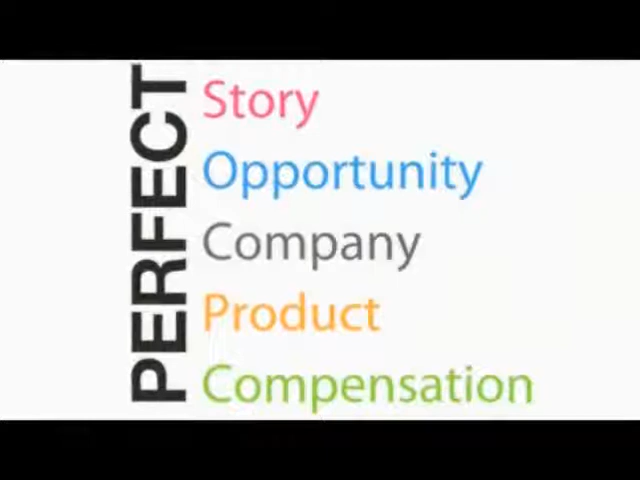 PERFECT
Story
Opportunity
Company
Product
Compensation